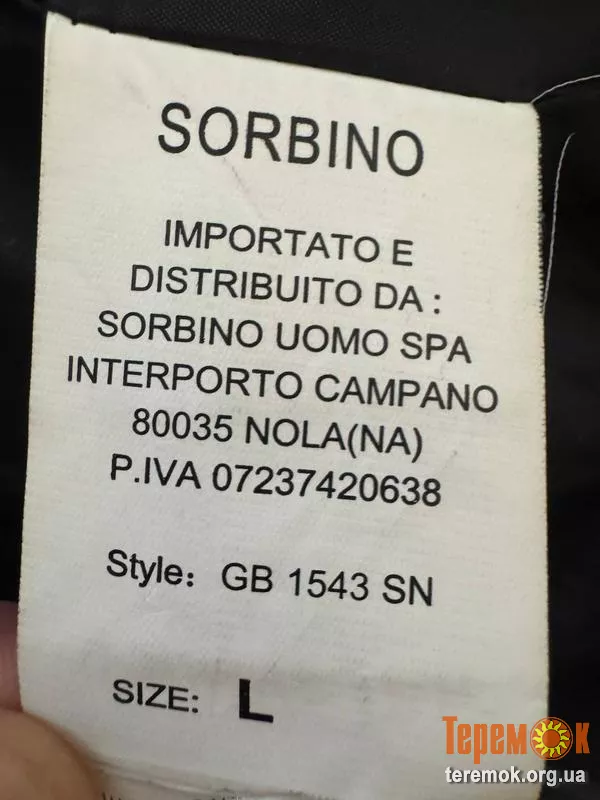 SORBINO
IMPORTATO E
DISTRIBUITO DA :
SORBINO UOMO SPA
INTERPORTO CAMPANO
80035 NOLA(NA)
P.IVA 07237420638
Style: GB 1543 SN
SIZE: L
Теремок
teremok.org.ua